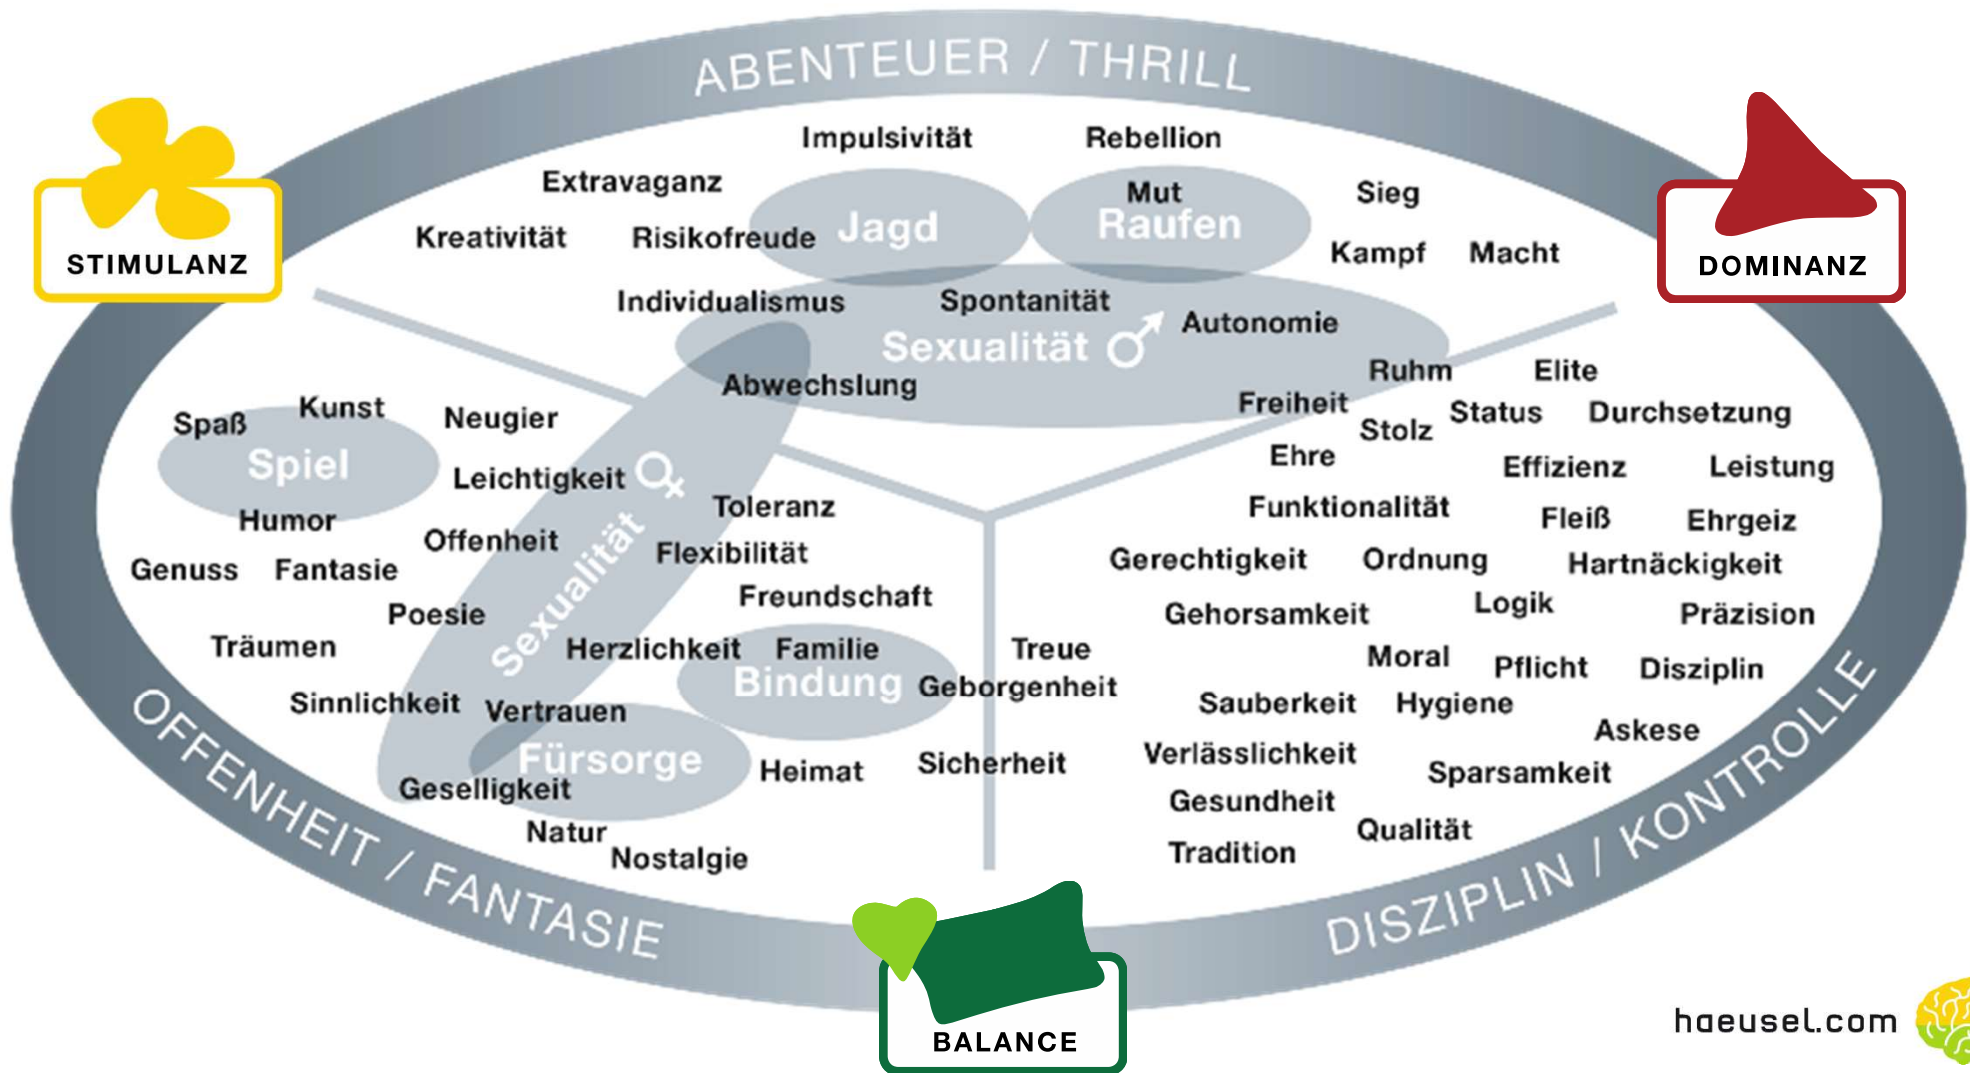 ABENTEUER / THRILL
STIMULANZ
DOMINANZ
Impulsivität
Rebellion
Extravaganz
Mut
Sieg
Kreativität
Risikofreude
Jagd
Raufen
Kampf
Macht
Individualismus
Spontanität
Autonomie
Sexualität ♂
Abwechslung
Ruhm
Elite
Freiheit
Status
Durchsetzung
Stolz
Ehre
Effizienz
Leistung
Funktionalität
Fleiß
Ehrgeiz
Gerechtigkeit
Ordnung
Hartnäckigkeit
Gehorsamkeit
Logik
Präzision
Moral
Pflicht
Disziplin
Sauberkeit
Hygiene
Askese
Verlässlichkeit
Sparsamkeit
Gesundheit
Qualität
Tradition
Spaß
Kunst
Neugier
Spiel
Leichtigkeit
Sexualität ♀
Toleranz
Humor
Offenheit
Flexibilität
Genuss
Fantasie
Freundschaft
Poesie
Träumen
Herzlichkeit
Familie
Treue
Bindung
Geborgenheit
Sinnlichkeit
Vertrauen
Fürsorge
Heimat
Sicherheit
Geselligkeit
Natur
Nostalgie
OFFENHEIT / FANTASIE
DISZIPLIN / KONTROLLE
BALANCE
haeusel.com